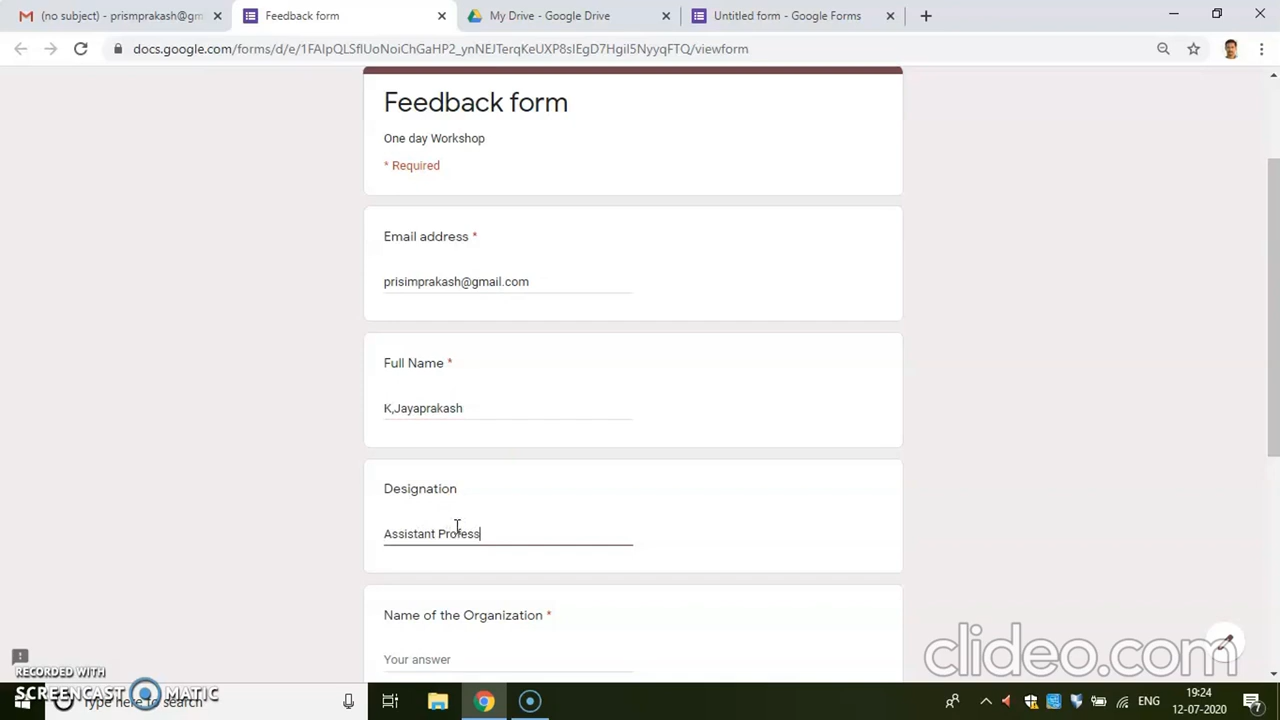 (no subject) - prismprakash@gm
Feedback form
My Drive - Google Drive
Untitled form - Google Forms
docs.google.com/forms/d/e/1FAIpQLSflUoNoiChGaHP2_ynNEJTerqKeUXP8sIEgD7Hgil5NyyqFTQ/viewform
Feedback form
One day Workshop
* Required
Email address *
prisimprakash@gmail.com
Full Name *
K,Jayaprakash
Designation
Assistant Profess
Name of the Organization *
Your answer
clideo.com
RECORDED WITH
SCREENCAST MATIC
Type here to search
ENG
19:24
12-07-2020
7